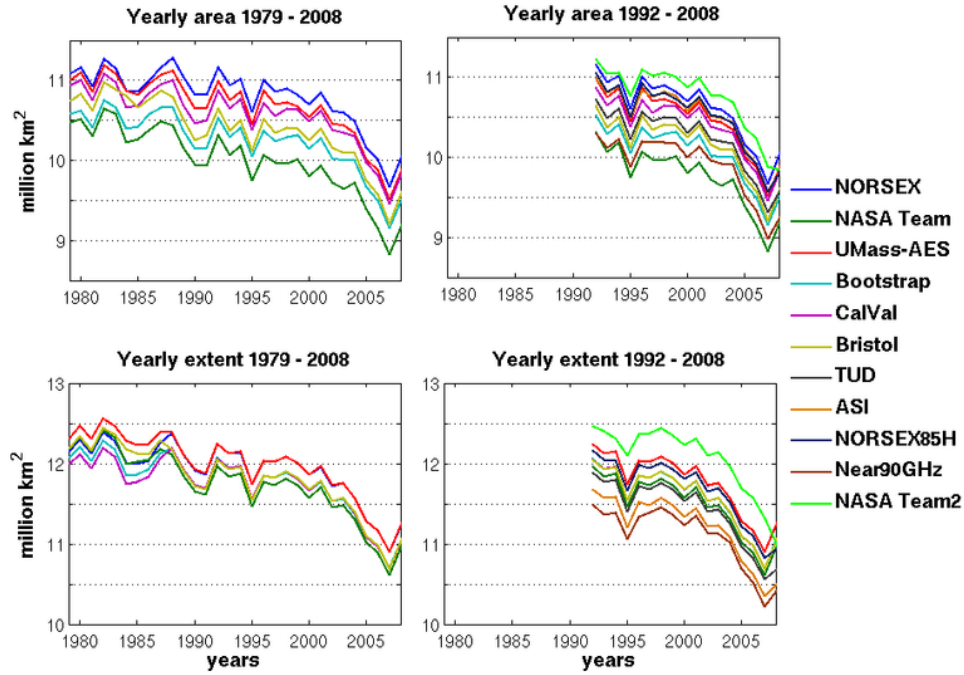 Yearly area 1979 - 2008
Yearly area 1992 - 2008
million km2
11
10
9
1980 1985 1990 1995 2000 2005
11
10
9
1980 1985 1990 1995 2000 2005
NORSEX
NASA Team
UMass-AES
Bootstrap
CalVal
Bristol
TUD
ASI
NORSEX85H
Near90GHz
NASA Team2
Yearly extent 1979 - 2008
Yearly extent 1992 - 2008
million km2
13
12
11
10
1980 1985 1990 1995 2000 2005
years
13
12
11
10
1980 1985 1990 1995 2000 2005
years